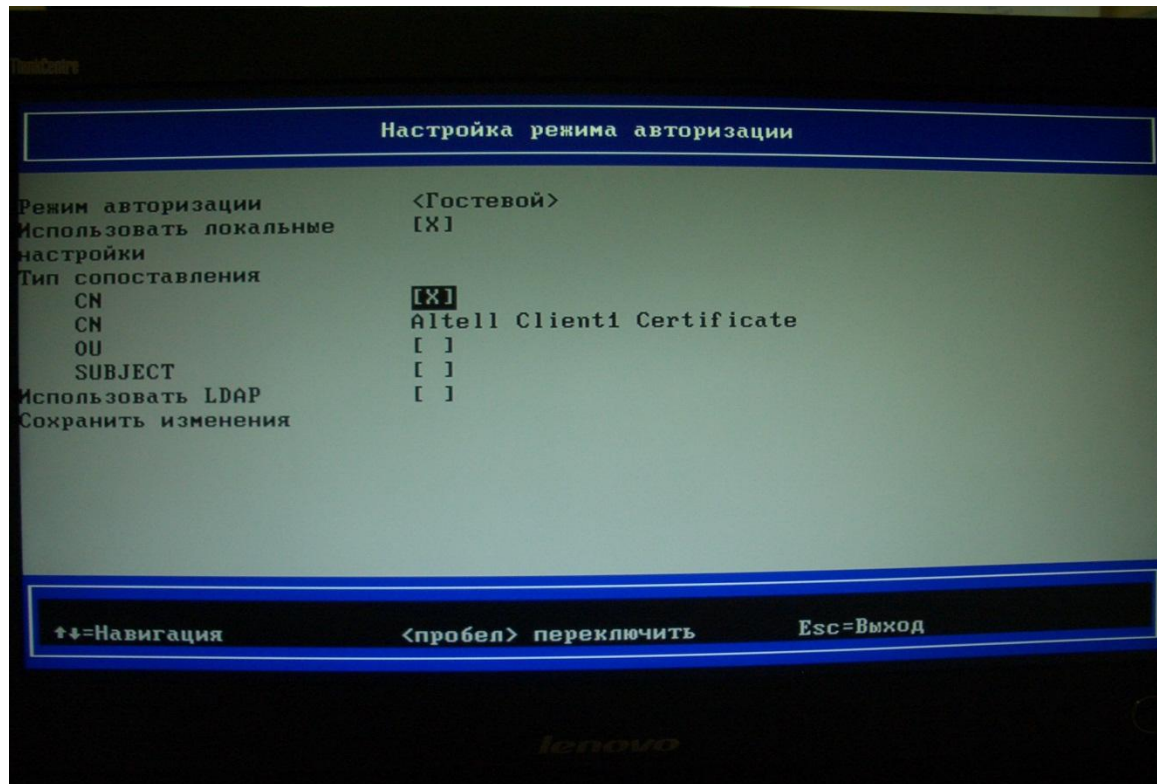 ThinkCentre
Настройка режима авторизации
Режим авторизации <Гостевой>
Использовать локальные [X]
настройки
Тип сопоставления
CN [X]
CN Altell Client1 Certificate
OU [ ]
SUBJECT [ ]
Использовать LDAP [ ]
Сохранить изменения
↑↓=Навигация <пробел> переключить Esc=Выход
lenovo